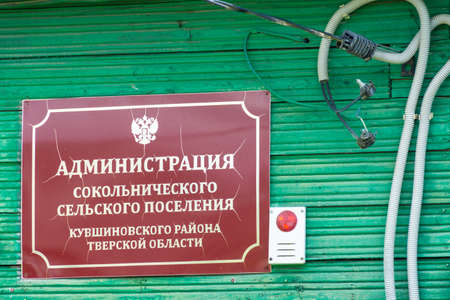 АДМИНИСТРАЦИЯ
СОКОЛЬНИЧЕСКОГО
СЕЛЬСКОГО ПОСЕЛЕНИЯ
КУВШИНОВСКОГО РАЙОНА
ТВЕРСКОЙ ОБЛАСТИ